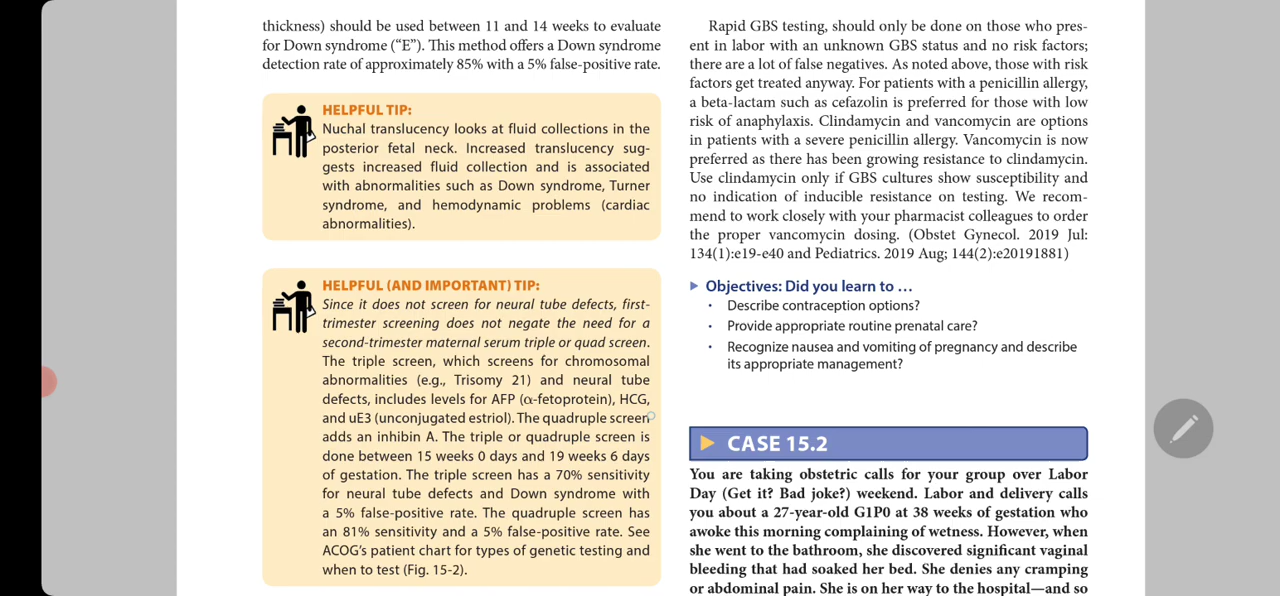 thickness) should be used between 11 and 14 weeks to evaluate
for Down syndrome (“E”). This method offers a Down syndrome
detection rate of approximately 85% with a 5% false-positive rate.
HELPFUL TIP:
Nuchal translucency looks at fluid collections in the
posterior fetal neck. Increased translucency sug-
gests increased fluid collection and is associated
with abnormalities such as Down syndrome, Turner
syndrome, and hemodynamic problems (cardiac
abnormalities).
HELPFUL (AND IMPORTANT) TIP:
Since it does not screen for neural tube defects, first-
trimester screening does not negate the need for a
second-trimester maternal serum triple or quad screen.
The triple screen, which screens for chromosomal
abnormalities (e.g., Trisomy 21) and neural tube
defects, includes levels for AFP (α-fetoprotein), HCG,
and uE3 (unconjugated estriol). The quadruple screen
adds an inhibin A. The triple or quadruple screen is
done between 15 weeks 0 days and 19 weeks 6 days
of gestation. The triple screen has a 70% sensitivity
for neural tube defects and Down syndrome with
a 5% false-positive rate. The quadruple screen has
an 81% sensitivity and a 5% false-positive rate. See
ACOG’s patient chart for types of genetic testing and
when to test (Fig. 15-2).
Rapid GBS testing, should only be done on those who pres-
ent in labor with an unknown GBS status and no risk factors;
there are a lot of false negatives. As noted above, those with risk
factors get treated anyway. For patients with a penicillin allergy,
a beta-lactam such as cefazolin is preferred for those with low
risk of anaphylaxis. Clindamycin and vancomycin are options
in patients with a severe penicillin allergy. Vancomycin is now
preferred as there has been growing resistance to clindamycin.
Use clindamycin only if GBS cultures show susceptibility and
no indication of inducible resistance on testing. We recom-
mend to work closely with your pharmacist colleagues to order
the proper vancomycin dosing. (Obstet Gynecol. 2019 Jul:
134(1):e19-e40 and Pediatrics. 2019 Aug; 144(2):e20191881)
Objectives: Did you learn to …
• Describe contraception options?
• Provide appropriate routine prenatal care?
• Recognize nausea and vomiting of pregnancy and describe
its appropriate management?
CASE 15.2
You are taking obstetric calls for your group over Labor
Day (Get it? Bad joke?) weekend. Labor and delivery calls
you about a 27-year-old G1P0 at 38 weeks of gestation who
awoke this morning complaining of wetness. However, when
she went to the bathroom, she discovered significant vaginal
bleeding that had soaked her bed. She denies any cramping
or abdominal pain. She is on her way to the hospital—and so